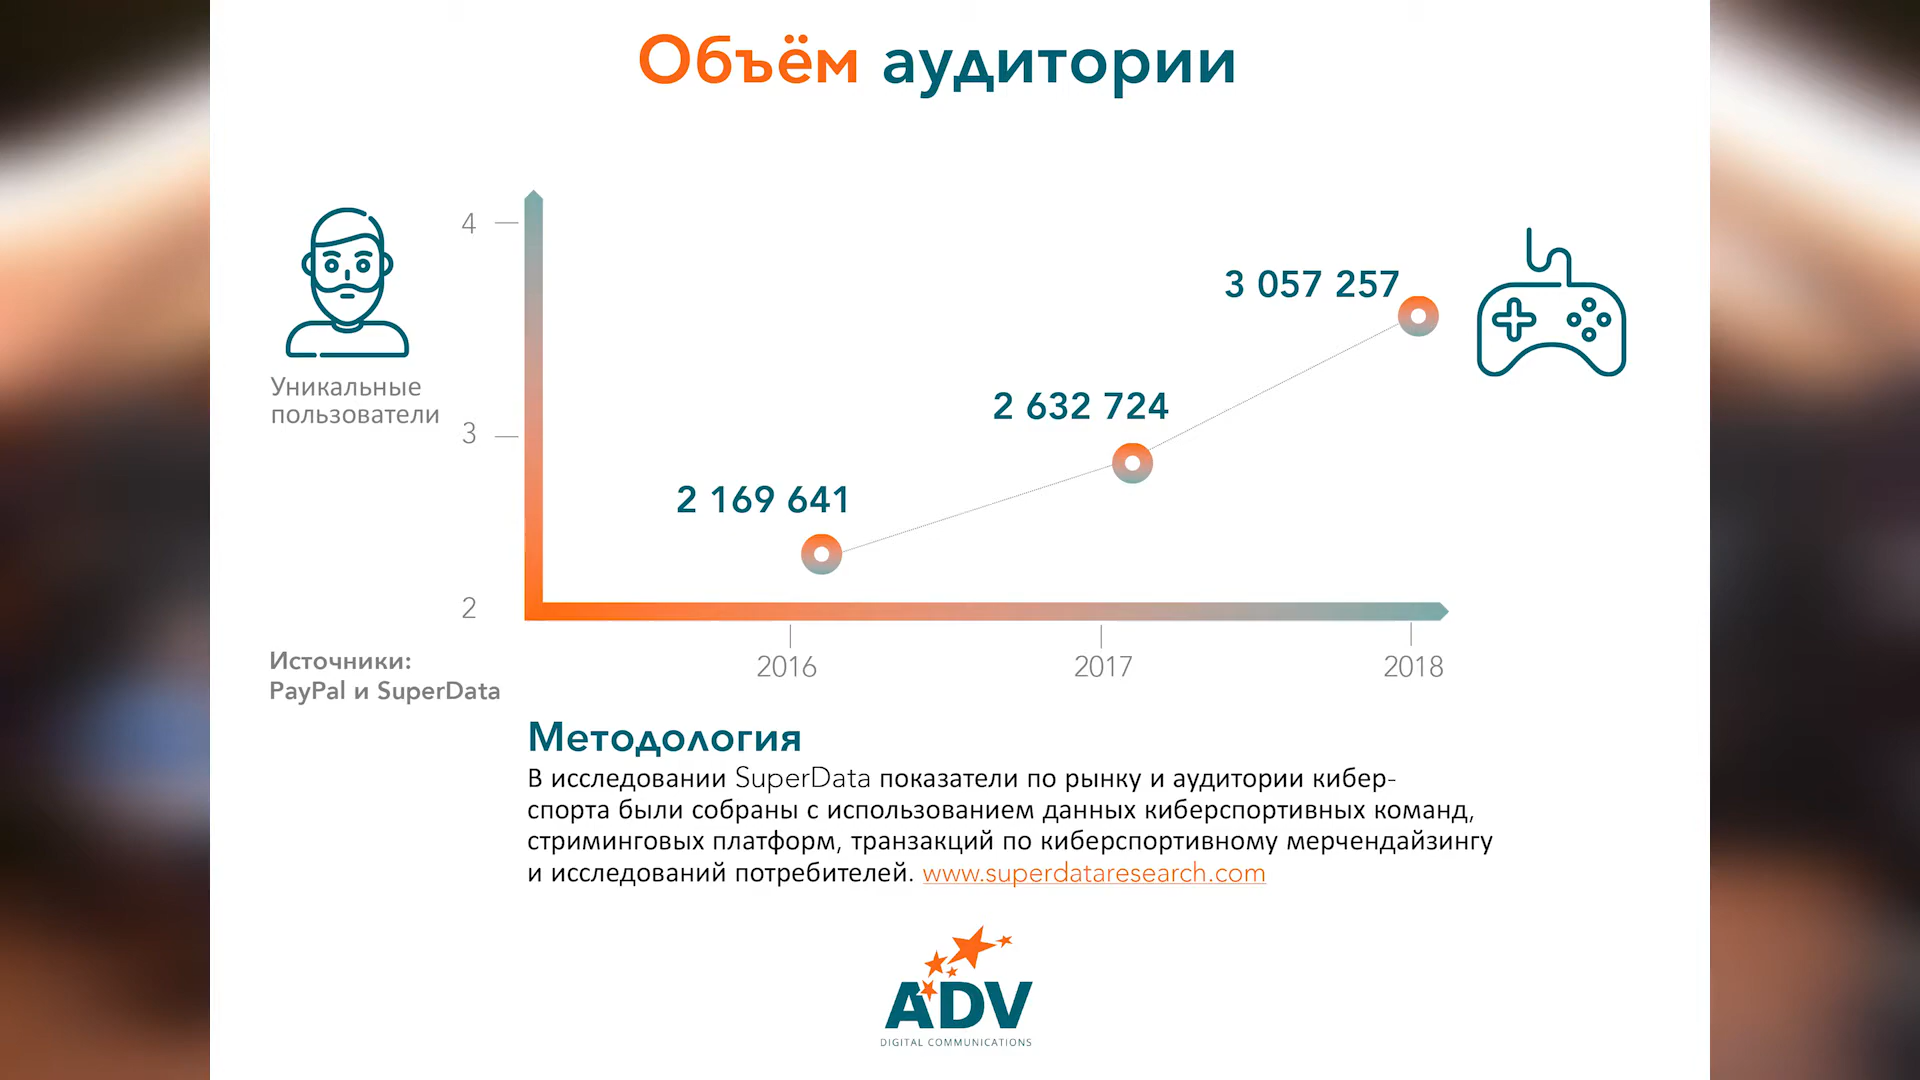 Объём аудитории
4
3 057 257
Уникальные
пользователи
3
2 632 724
2 169 641
2
2016
2017
2018
Источники:
PayPal и SuperData
Методология
В исследовании SuperData показатели по рынку и аудитории кибер-
спорта были собраны с использованием данных киберспортивных команд,
стриминговых платформ, транзакций по киберспортивному мерчендайзингу
и исследований потребителей. www.superdataresearch.com
ADV
DIGITAL COMMUNICATIONS